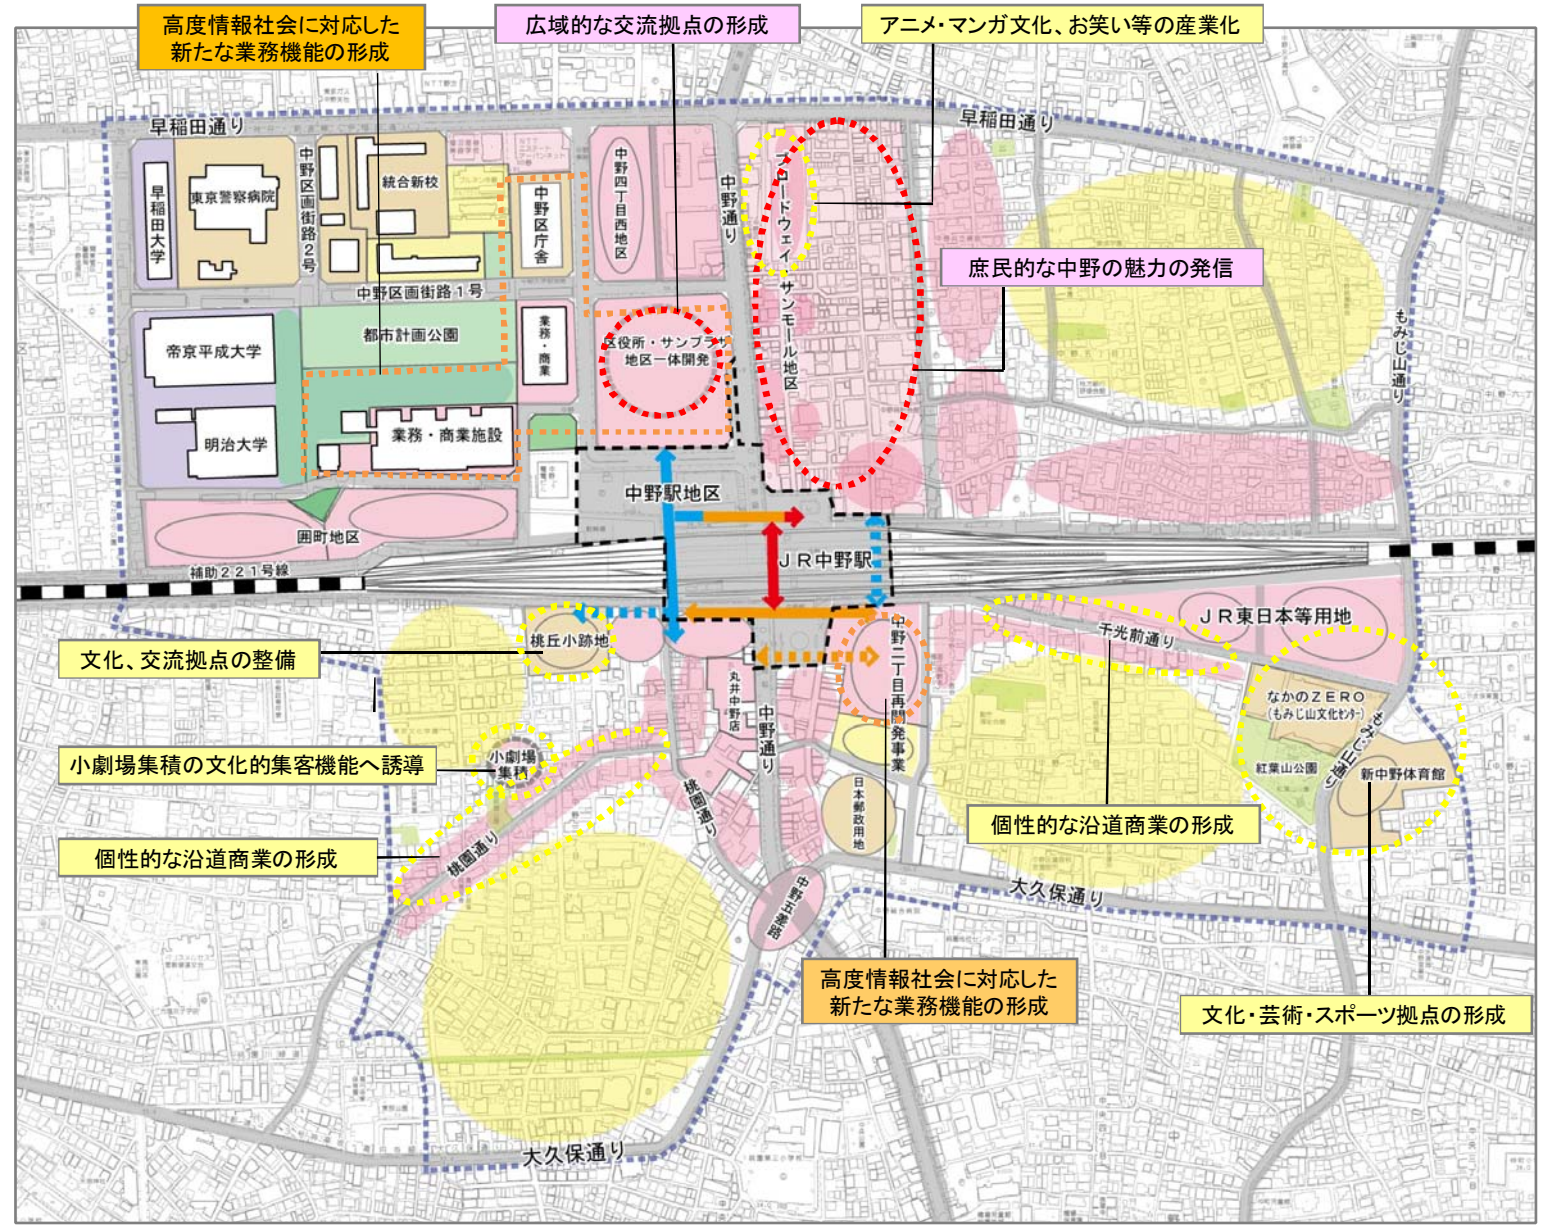 高度情報社会に対応した
新たな業務機能の形成
広域的な交流拠点の形成
アニメ・マンガ文化、お笑い等の産業化
早稲田通り
早稲田通り
早稲田大学
東京警察病院
中野区画街路2号
統合新校
中野区庁舎
中野四丁目西地区
中野通り
ブロードウェイ・サンモール地区
庶民的な中野の魅力の発信
もみじ山通り
中野区画街路1号
都市計画公園
業務・商業
区役所・サンプラザ
地区一体開発
帝京平成大学
明治大学
業務・商業施設
中野駅地区
囲町地区
補助221号線
JR中野駅
桃丘小跡地
文化、交流拠点の整備
丸井中野店
中野通り
中野二丁目再開発事業
千光前通り
JR東日本等用地
なかのZERO
(もみじ山文化センター)
もみじ山通り
紅葉山公園
新中野体育館
小劇場集積の文化的集客機能へ誘導
小劇場
集積
桃園通り
日本郵政用地
個性的な沿道商業の形成
個性的な沿道商業の形成
桃園通り
中野五差路
大久保通り
高度情報社会に対応した
新たな業務機能の形成
文化・芸術・スポーツ拠点の形成
大久保通り